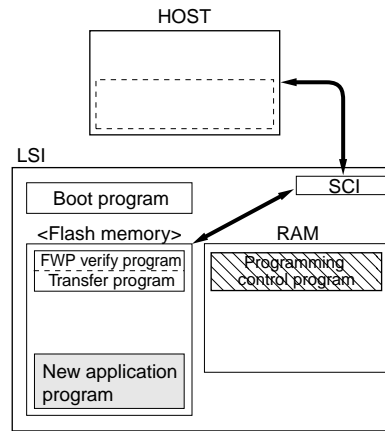 HOST
LSI
SCI
Boot program
<Flash memory>
RAM
FWP verify program
Transfer program
Programming
control program
New application
program